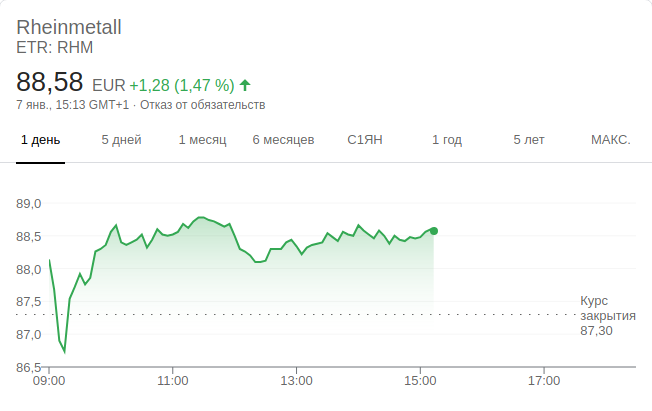 Rheinmetall
ETR: RHM
88,58 EUR +1,28 (1,47 %)
7 янв., 15:13 GMT+1 · Отказ от обязательств
1 день 5 дней 1 месяц 6 месяцев С1ЯН 1 год 5 лет МАКС.
89,0
88,5
88,0
87,5
87,0
86,5
Курс
закрытия
87,30
09:00 11:00 13:00 15:00 17:00